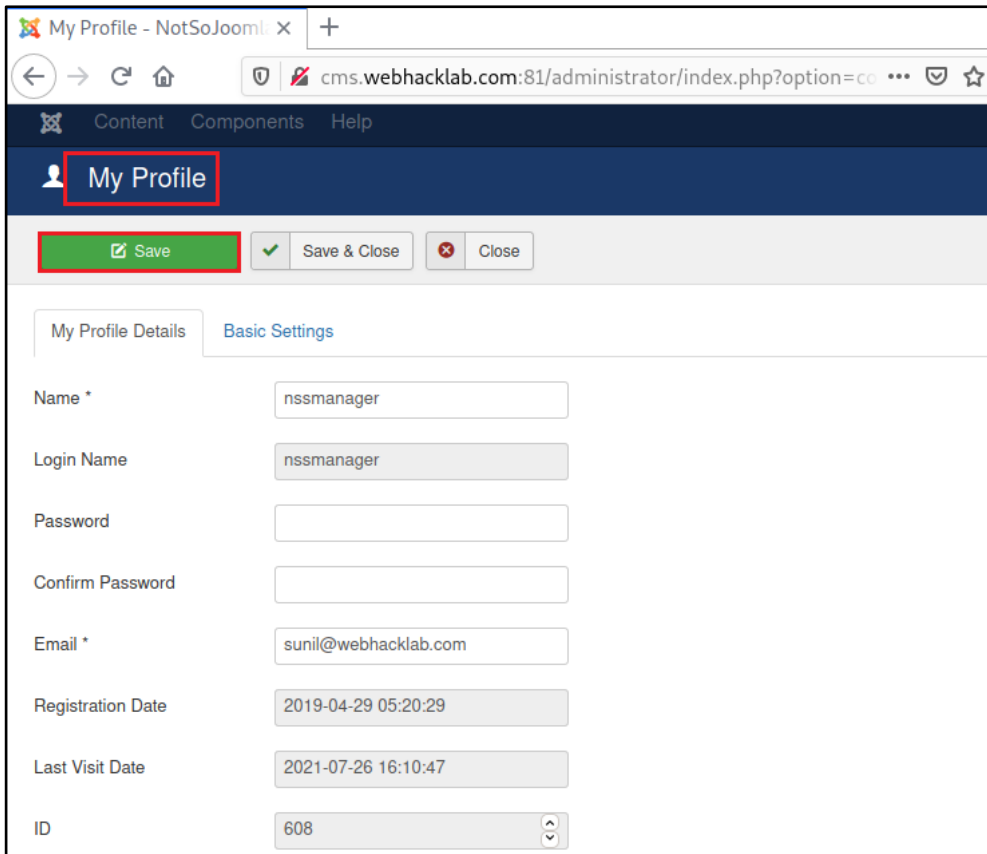 My Profile - NotSoJooml
cms.webhacklab.com:81/administrator/index.php?option=co
Content Components Help
My Profile
Save Save & Close Close
My Profile Details Basic Settings
Name * nssmanager
Login Name nssmanager
Password
Confirm Password
Email * sunil@webhacklab.com
Registration Date 2019-04-29 05:20:29
Last Visit Date 2021-07-26 16:10:47
ID 608